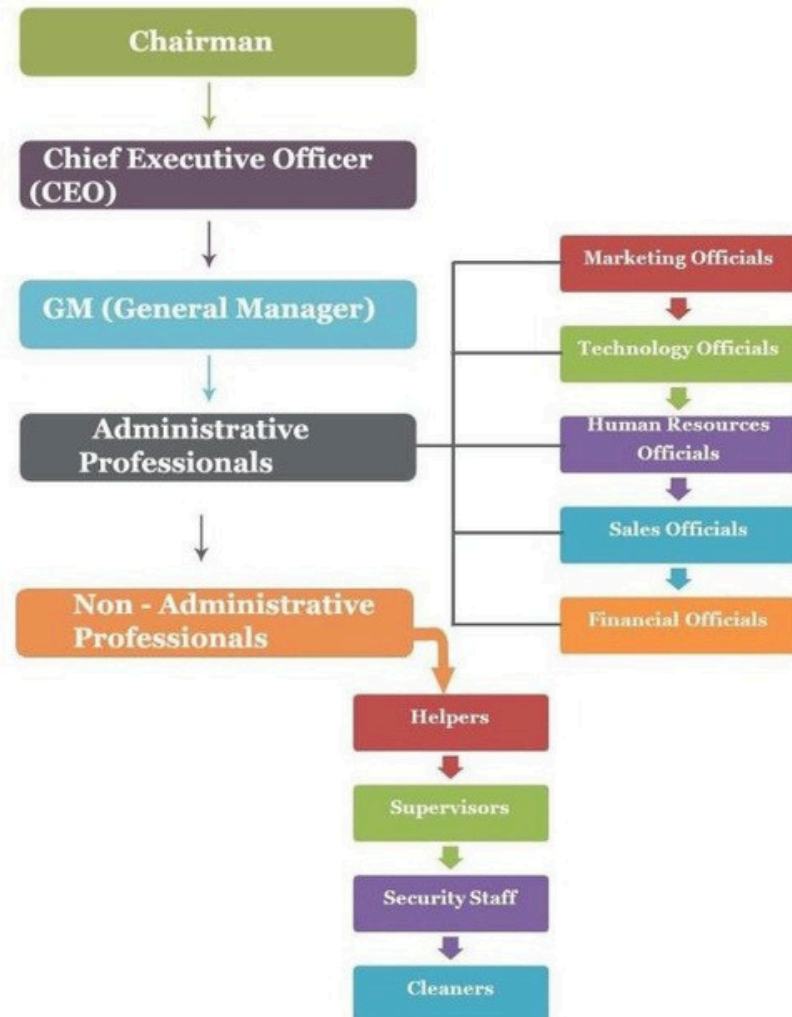 Chairman
Chief Executive Officer
(CEO)
GM (General Manager)
Administrative
Professionals
Non - Administrative
Professionals
Marketing Officials
Technology Officials
Human Resources
Officials
Sales Officials
Financial Officials
Helpers
Supervisors
Security Staff
Cleaners